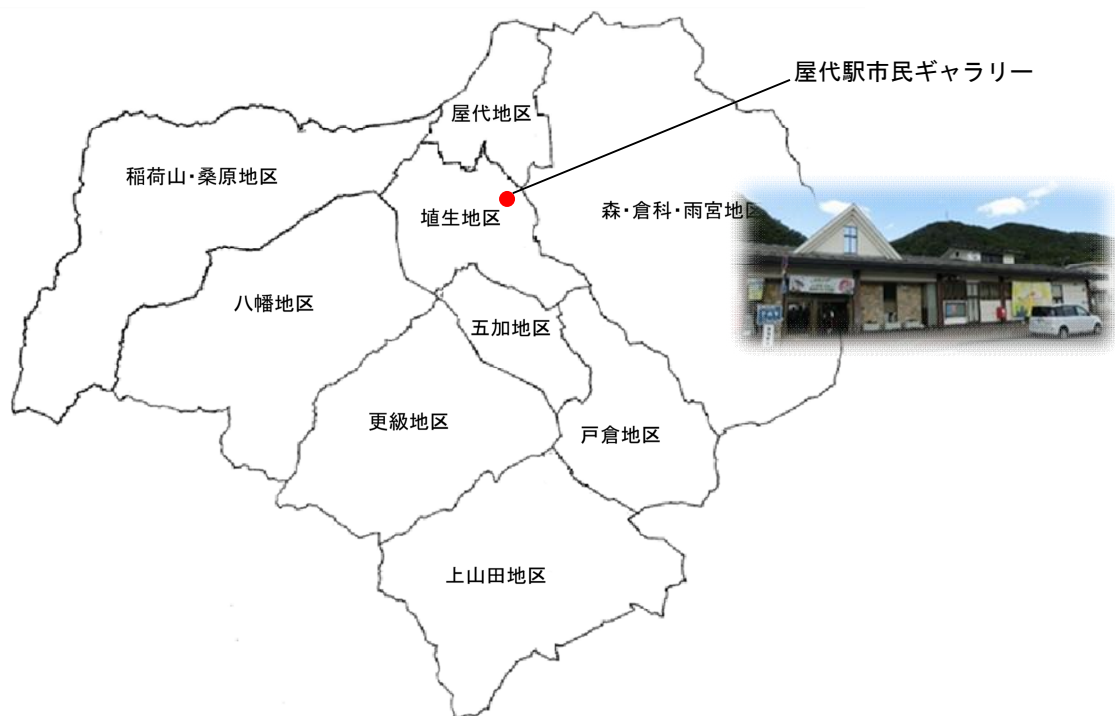 屋代駅市民ギャラリー
屋代地区
稲荷山・桑原地区
埴生地区
森・倉科・雨宮地区
八幡地区
五加地区
更級地区
戸倉地区
上山田地区